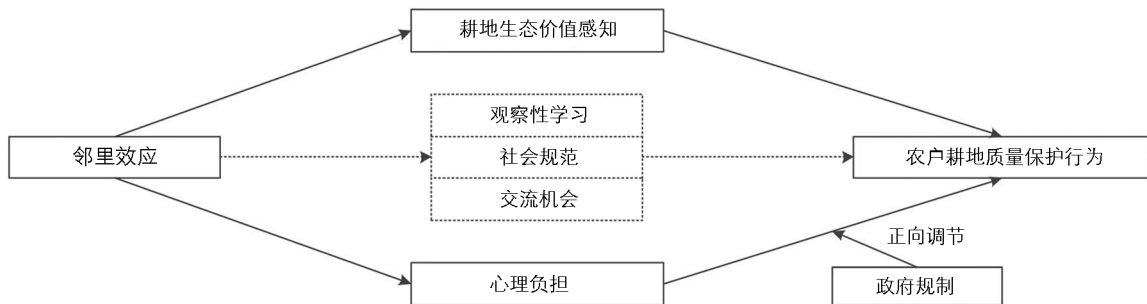 耕地生态价值感知
观察性学习
邻里效应
社会规范
农户耕地质量保护行为
交流机会
正向调节
心理负担
政府规制